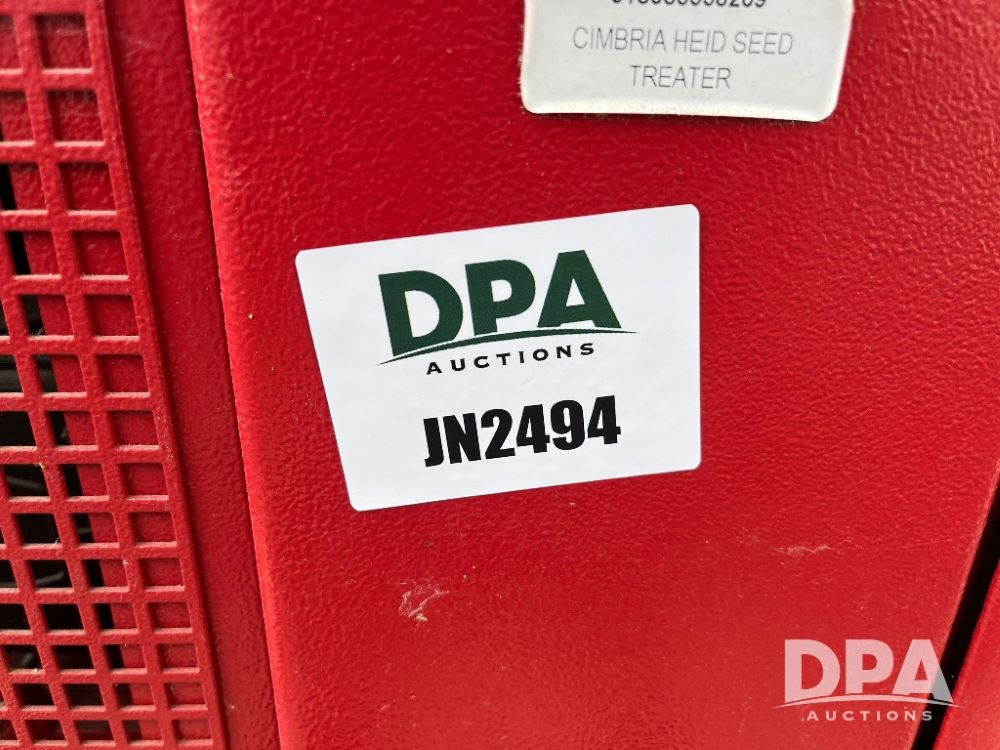 CIMBRIA HEID SEED
TREATER
DPA
AUCTIONS
JN2494
DPA
AUCTIONS